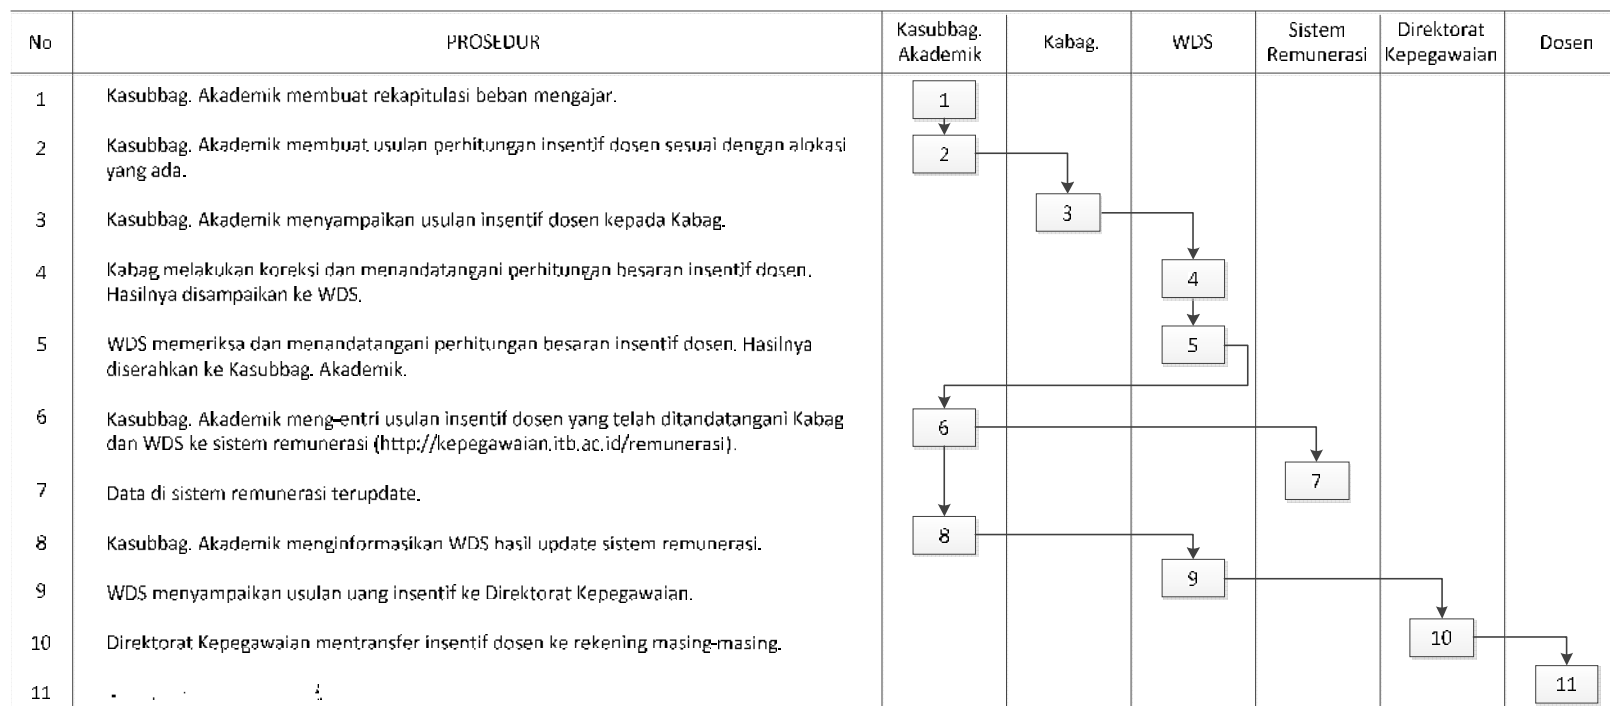 No
PROSEDUR
Kasubbag.
Akademik
Kabag.
WDS
Sistem
Remunerasi
Direktorat
Kepegawaian
Dosen
1
Kasubbag. Akademik membuat rekapitulasi beban mengajar.
1
2
Kasubbag. Akademik membuat usulan perhitungan insentif dosen sesuai dengan alokasi
yang ada.
2
3
Kasubbag. Akademik menyampaikan usulan insentif dosen kepada Kabag.
3
4
Kabag melakukan koreksi dan menandatangani perhitungan besaran insentif dosen.
Hasilnya disampaikan ke WDS.
4
5
WDS memeriksa dan menandatangani perhitungan besaran insentif dosen. Hasilnya
diserahkan ke Kasubbag. Akademik.
5
6
Kasubbag. Akademik meng-entri usulan insentif dosen yang telah ditandatangani Kabag
dan WDS ke sistem remunerasi (http://kepegawaian.itb.ac.id/remunerasi).
6
7
Data di sistem remunerasi terupdate.
7
8
Kasubbag. Akademik menginformasikan WDS hasil update sistem remunerasi.
8
9
WDS menyampaikan usulan uang insentif ke Direktorat Kepegawaian.
9
10
Direktorat Kepegawaian mentransfer insentif dosen ke rekening masing-masing.
10
11
11